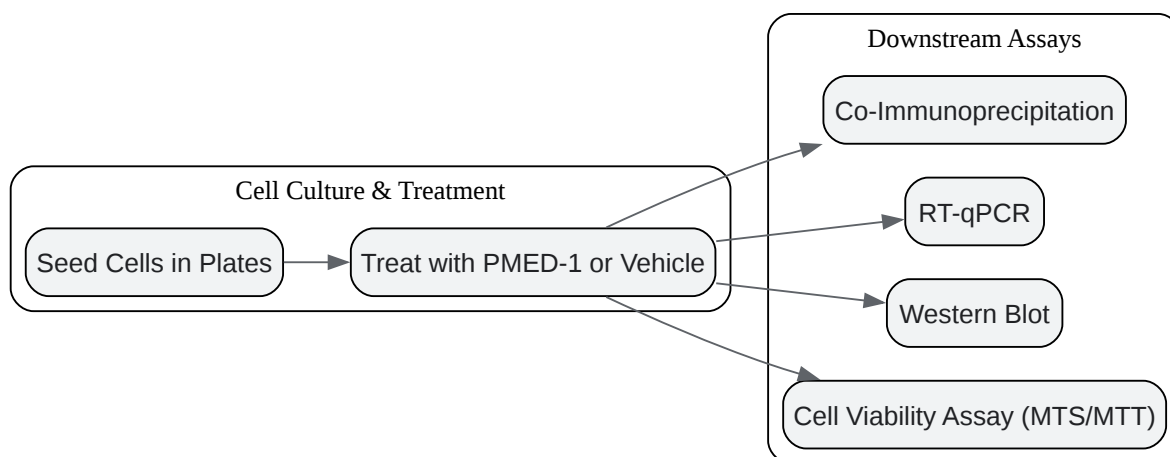 Cell Culture & Treatment
Seed Cells in Plates
Treat with PMED-1 or Vehicle
Downstream Assays
Co-Immunoprecipitation
RT-qPCR
Western Blot
Cell Viability Assay (MTS/MTT)